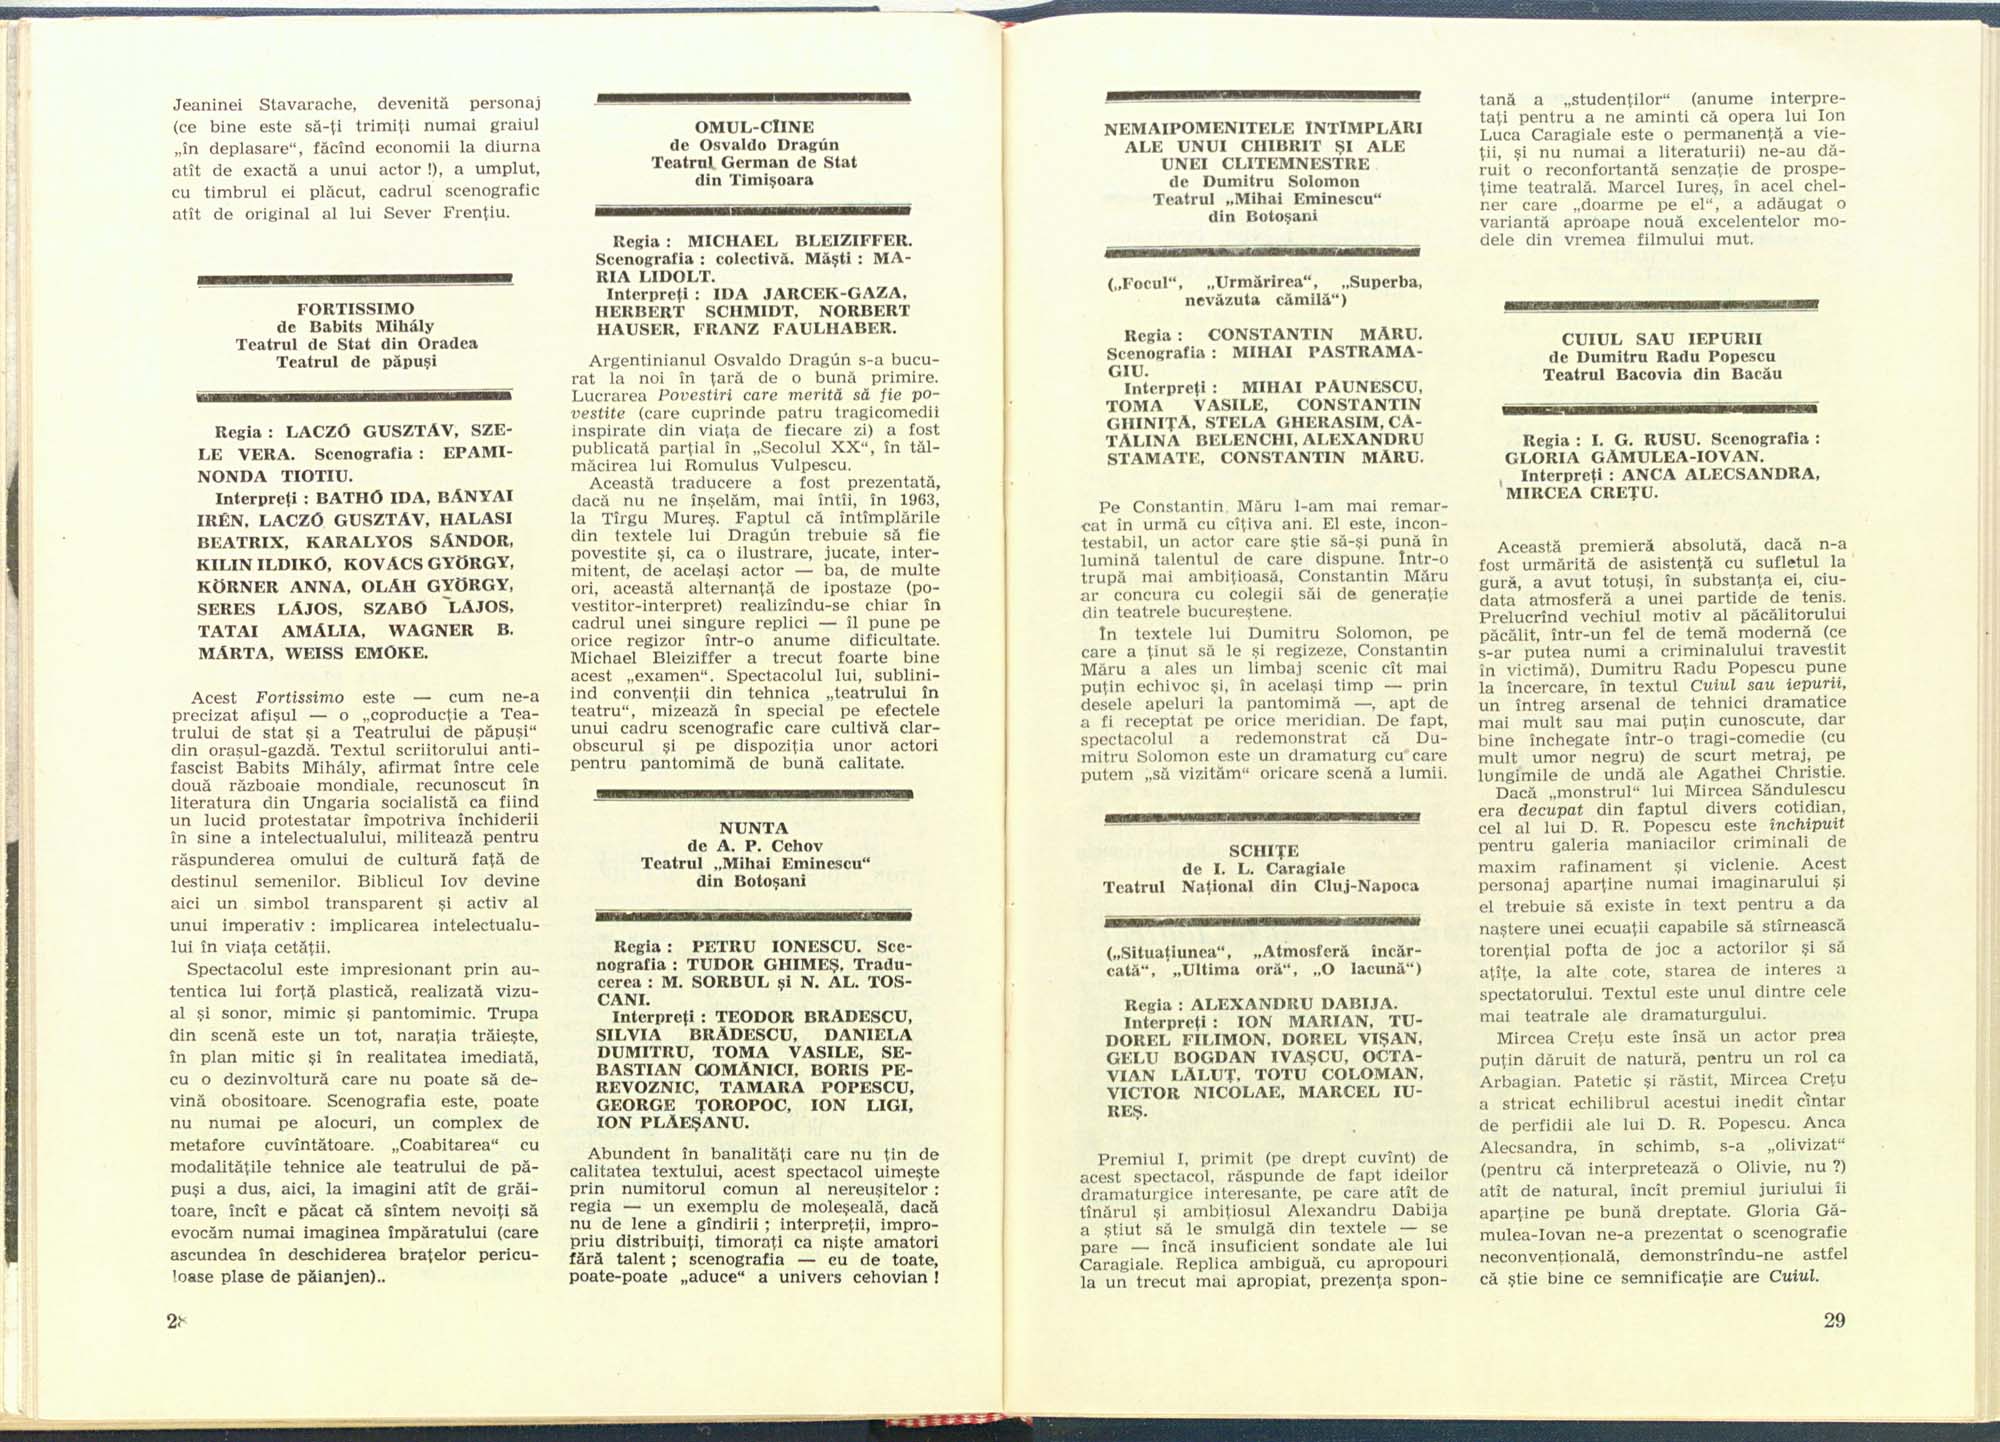 Jeaninei Stavarache, devenită personaj
(ce bine este să-ți trimiți numai graiul
„în deplasare“, făcînd economii la diurna
atît de exactă a unui actor !), a umplut,
cu timbrul ei plăcut, cadrul scenografic
atît de original al lui Sever Frențiu.
FORTISSIMO
de Babits Mihály
Teatrul de Stat din Oradea
Teatrul de păpuși
Regia : LACZÓ GUSZTÁV, SZE-
LE VERA. Scenografia : EPAMI-
NONDA TIOTIU.
Interpreți : BATHÓ IDA, BÁNYAI
IRÉN, LACZÓ GUSZTÁV, HALASI
BEATRIX, KARALYOS SÁNDOR,
KILIN ILDIKÓ, KOVÁCS GYÖRGY,
KÖRNER ANNA, OLÁH GYÖRGY,
SERES LÁJOS, SZABÓ LAJOS,
TATAI AMÁLIA, WAGNER B.
MÁRTA, WEISS EMÖKE.
Acest Fortissimo este — cum ne-a
precizat afișul — o „coproducție a Tea-
trului de stat și a Teatrului de păpuși“
din orașul-gazdă. Textul scriitorului anti-
fascist Babits Mihály, afirmat între cele
două războaie mondiale, recunoscut în
literatura din Ungaria socialistă ca fiind
un lucid protestatar împotriva închiderii
în sine a intelectualului, militează pentru
răspunderea omului de cultură față de
destinul semenilor. Biblicul Iov devine
aici un simbol transparent și activ al
unui imperativ : implicarea intelectualu-
lui în viața cetății.
Spectacolul este impresionant prin au-
tentica lui forță plastică, realizată vizu-
al și sonor, mimic și pantomimic. Trupa
din scenă este un tot, narația trăiește,
în plan mitic și în realitatea imediată,
cu o dezinvoltură care nu poate să de-
vină obositoare. Scenografia este, poate
nu numai pe alocuri, un complex de
metafore cuvîntătoare. „Coabitarea“ cu
modalitățile tehnice ale teatrului de pă-
puși a dus, aici, la imagini atît de grăi-
toare, încît e păcat că sîntem nevoiți să
evocăm numai imaginea împăratului (care
ascundea în deschiderea brațelor pericu-
loase plase de păianjen)..
28
OMUL-CÎINE
de Osvaldo Dragún
Teatrul German de Stat
din Timișoara
Regia : MICHAEL BLEIZIFFER.
Scenografia : colectivă. Măști : MA-
RIA LIDOLT.
Interpreți : IDA JARCEK-GAZA,
HERBERT SCHMIDT, NORBERT
HAUSER, FRANZ FAULHABER.
Argentinianul Osvaldo Dragún s-a bucu-
rat la noi în țară de o bună primire.
Lucrarea Povestiri care merită să fie po-
vestite (care cuprinde patru tragicomedii
inspirate din viața de fiecare zi) a fost
publicată parțial în „Secolul XX“, în tăl-
măcirea lui Romulus Vulpescu.
Această traducere a fost prezentată,
dacă nu ne înșelăm, mai întîi, în 1963,
la Tîrgu Mureș. Faptul că întîmplările
din textele lui Dragún trebuie să fie
povestite și, ca o ilustrare, jucate, inter-
mitent, de același actor — ba, de multe
ori, această alternanță de ipostaze (po-
vestitor-interpret) realizîndu-se chiar în
cadrul unei singure replici — îl pune pe
orice regizor într-o anume dificultate.
Michael Bleiziffer a trecut foarte bine
acest „examen“. Spectacolul lui, sublini-
ind convenții din tehnica „teatrului în
teatru“, mizează în special pe efectele
unui cadru scenografic care cultivă clar-
obscurul și pe dispoziția unor actori
pentru pantomimă de bună calitate.
NUNTA
de A. P. Cehov
Teatrul „Mihai Eminescu“
din Botoșani
Regia : PETRU IONESCU. Sce-
nografia : TUDOR GHIMEȘ. Tradu-
cerea : M. SORBUL și N. AL. TOS-
CANI.
Interpreți : TEODOR BRĂDESCU,
SILVIA BRĂDESCU, DANIELA
DUMITRU, TOMA VASILE, SE-
BASTIAN COMĂNICI, BORIS PE-
REVOZNIC, TAMARA POPESCU,
GEORGE ȚOROPOC, ION LIGI,
ION PLĂEȘANU.
Abundent în banalități care nu țin de
calitatea textului, acest spectacol uimește
prin numitorul comun al nereușitelor :
regia — un exemplu de moleșeală, dacă
nu de lene a gîndirii ; interpreții, impro-
priu distribuiți, timorați ca niște amatori
fără talent ; scenografia — cu de toate,
poate-poate „aduce“ a univers cehovian !
NEMAIPOMENITELE ÎNTÎMPLĂRI
ALE UNUI CHIBRIT ȘI ALE
UNEI CLITEMNESTRE
de Dumitru Solomon
Teatrul „Mihai Eminescu“
din Botoșani
(„Focul“, „Urmărirea“, „Superba,
nevăzuta cămilă“)
Regia : CONSTANTIN MĂRU.
Scenografia : MIHAI PASTRAMA-
GIU.
Interpreți : MIHAI PĂUNESCU,
TOMA VASILE, CONSTANTIN
GHINIȚĂ, STELA GHERASIM, CĂ-
TĂLINA BELENCHI, ALEXANDRU
STAMATE, CONSTANTIN MĂRU.
Pe Constantin Măru l-am mai remar-
cat în urmă cu cîțiva ani. El este, incon-
testabil, un actor care știe să-și pună în
lumină talentul de care dispune. Într-o
trupă mai ambițioasă, Constantin Măru
ar concura cu colegii săi de generație
din teatrele bucureștene.
În textele lui Dumitru Solomon, pe
care a ținut să le și regizeze, Constantin
Măru a ales un limbaj scenic cît mai
puțin echivoc și, în același timp — prin
desele apeluri la pantomimă —, apt de
a fi receptat pe orice meridian. De fapt,
spectacolul a redemonstrat că Du-
mitru Solomon este un dramaturg cu care
putem „să vizităm“ oricare scenă a lumii.
SCHIȚE
de I. L. Caragiale
Teatrul Național din Cluj-Napoca
(„Situațiunea“, „Atmosferă încăr-
cată“, „Ultima oră“, „O lacună“)
Regia : ALEXANDRU DABIJA.
Interpreți : ION MARIAN, TU-
DOREL FILIMON, DOREL VIȘAN,
GELU BOGDAN IVAȘCU, OCTA-
VIAN LĂLUȚ, TOTU COLOMAN,
VICTOR NICOLAE, MARCEL IU-
REȘ.
Premiul I, primit (pe drept cuvînt) de
acest spectacol, răspunde de fapt ideilor
dramaturgice interesante, pe care atît de
tînărul și ambițiosul Alexandru Dabija
a știut să le smulgă din textele — se
pare — încă insuficient sondate ale lui
Caragiale. Replica ambiguă, cu apropouri
la un trecut mai apropiat, prezența spon-
tană a „studenților“ (anume interpre-
tați pentru a ne aminti că opera lui Ion
Luca Caragiale este o permanență a vie-
ții, și nu numai a literaturii) ne-au dă-
ruit o reconfortantă senzație de prospe-
țime teatrală. Marcel Iureș, în acel chel-
ner care „doarme pe el“, a adăugat o
variantă aproape nouă excelentelor mo-
dele din vremea filmului mut.
CUIUL SAU IEPURII
de Dumitru Radu Popescu
Teatrul Bacovia din Bacău
Regia : I. G. RUSU. Scenografia :
GLORIA GĂMULEA-IOVAN.
Interpreți : ANCA ALECSANDRA,
MIRCEA CREȚU.
Această premieră absolută, dacă n-a
fost urmărită de asistență cu sufletul la
gură, a avut totuși, în substanța ei, ciu-
data atmosferă a unei partide de tenis.
Prelucrînd vechiul motiv al păcălitorului
păcălit, într-un fel de temă modernă (ce
s-ar putea numi a criminalului travestit
în victimă), Dumitru Radu Popescu pune
la încercare, în textul Cuiul sau iepurii,
un întreg arsenal de tehnici dramatice
mai mult sau mai puțin cunoscute, dar
bine închegate într-o tragi-comedie (cu
mult umor negru) de scurt metraj, pe
lungimile de undă ale Agathei Christie.
Dacă „monstrul“ lui Mircea Săndulescu
era decupat din faptul divers cotidian,
cel al lui D. R. Popescu este închipuit
pentru galeria maniacilor criminali de
maxim rafinament și viclenie. Acest
personaj aparține numai imaginarului și
el trebuie să existe în text pentru a da
naștere unei ecuații capabile să stîrnească
torențial pofta de joc a actorilor și să
ațîțe, la alte cote, starea de interes a
spectatorului. Textul este unul dintre cele
mai teatrale ale dramaturgului.
Mircea Crețu este însă un actor prea
puțin dăruit de natură, pentru un rol ca
Arbagian. Patetic și răstit, Mircea Crețu
a stricat echilibrul acestui inedit cîntar
de perfidii ale lui D. R. Popescu. Anca
Alecsandra, în schimb, s-a „olivizat“
(pentru că interpretează o Olivie, nu ?)
atît de natural, încît premiul juriului îi
aparține pe bună dreptate. Gloria Gă-
mulea-Iovan ne-a prezentat o scenografie
neconvențională, demonstrîndu-ne astfel
că știe bine ce semnificație are Cuiul.
29